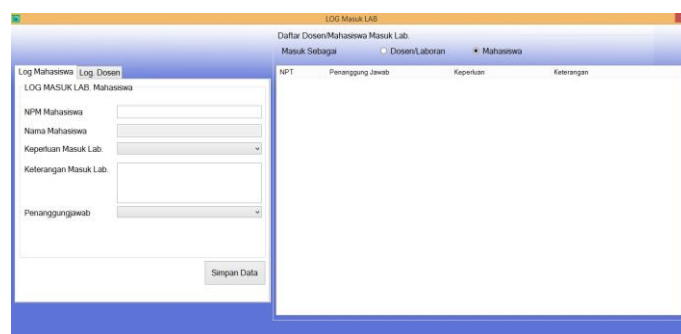 LOG Masuk LAB
Daftar Dosen/Mahasiswa Masuk Lab.
Masuk Sebagai Dosen/Laboran Mahasiswa
Log Mahasiswa Log. Dosen
LOG MASUK LAB. Mahasiswa
NPM Mahasiswa
Nama Mahasiswa
Keperluan Masuk Lab.
Keterangan Masuk Lab.
Penanggungjawab
Simpan Data
NPT Penanggung Jawab Keperluan Keterangan